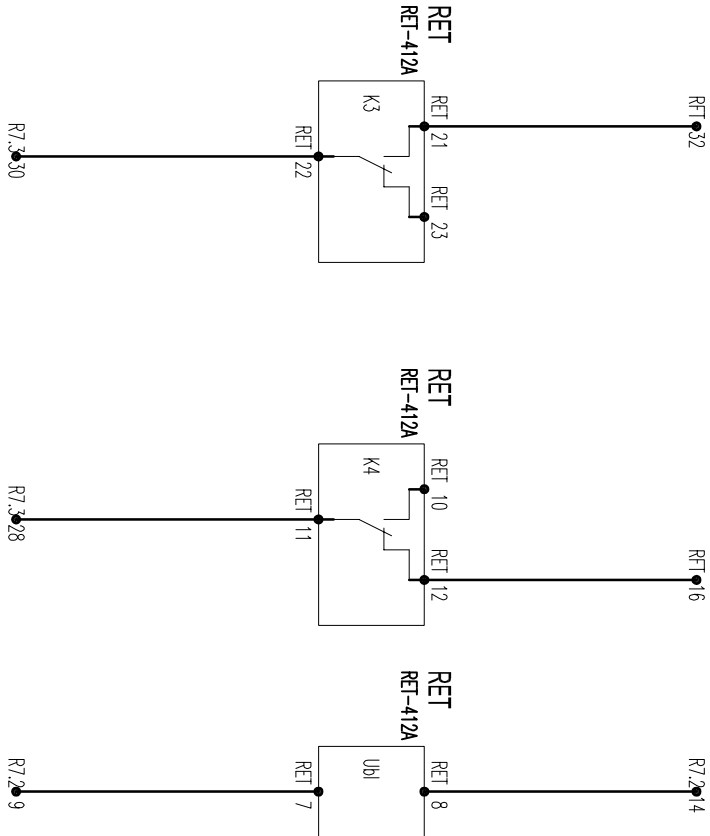 RET
RET-412A
K3
RET 21
RFT 32
R7.3 30
RET 22
RET 23
RET
RET-412A
K4
RET 10
R7.3 28
RET 11
RET 12
RFT 16
RET
RET-412A
Ubl
R7.2 9
RET 7
RET 8
R7.2 14